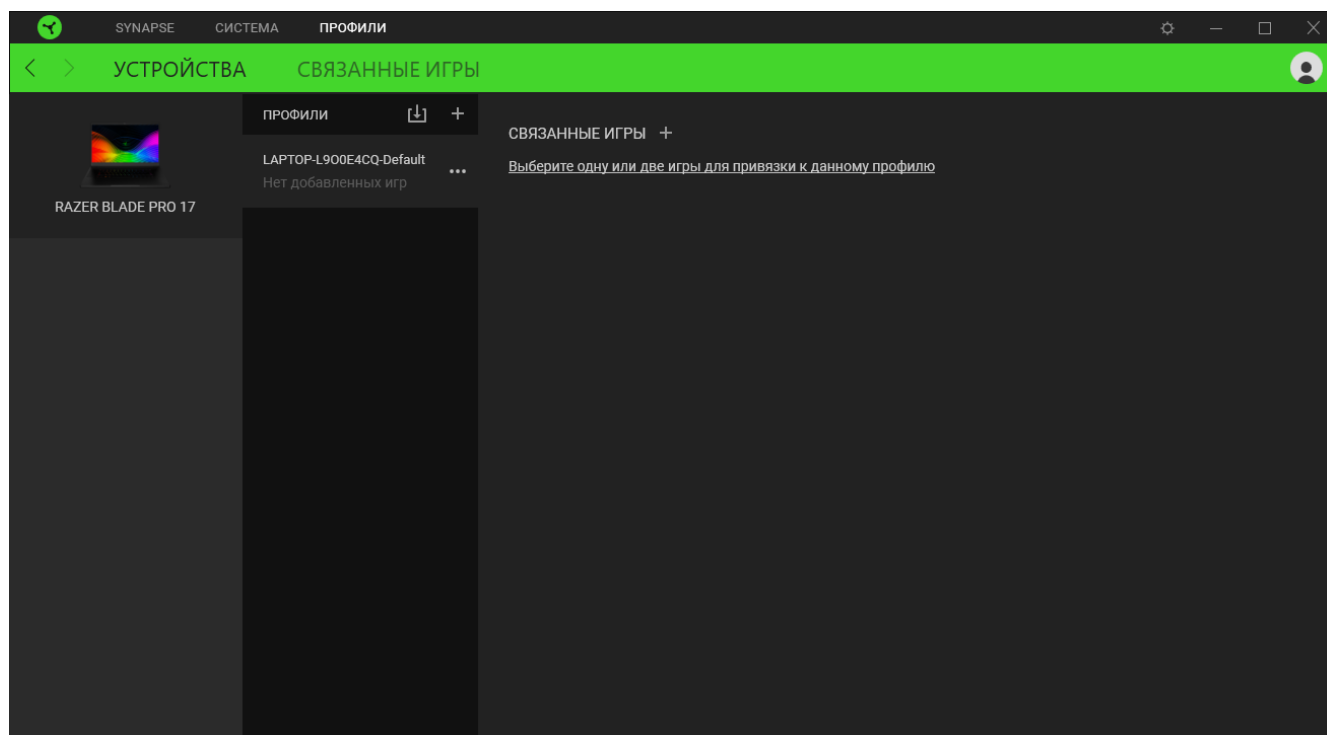 SYNAPSE СИСТЕМА ПРОФИЛИ
УСТРОЙСТВА СВЯЗАННЫЕ ИГРЫ
RAZER BLADE PRO 17
ПРОФИЛИ
LAPTOP-L9O0E4CQ-Default
Нет добавленных игр
СВЯЗАННЫЕ ИГРЫ
Выберите одну или две игры для привязки к данному профилю